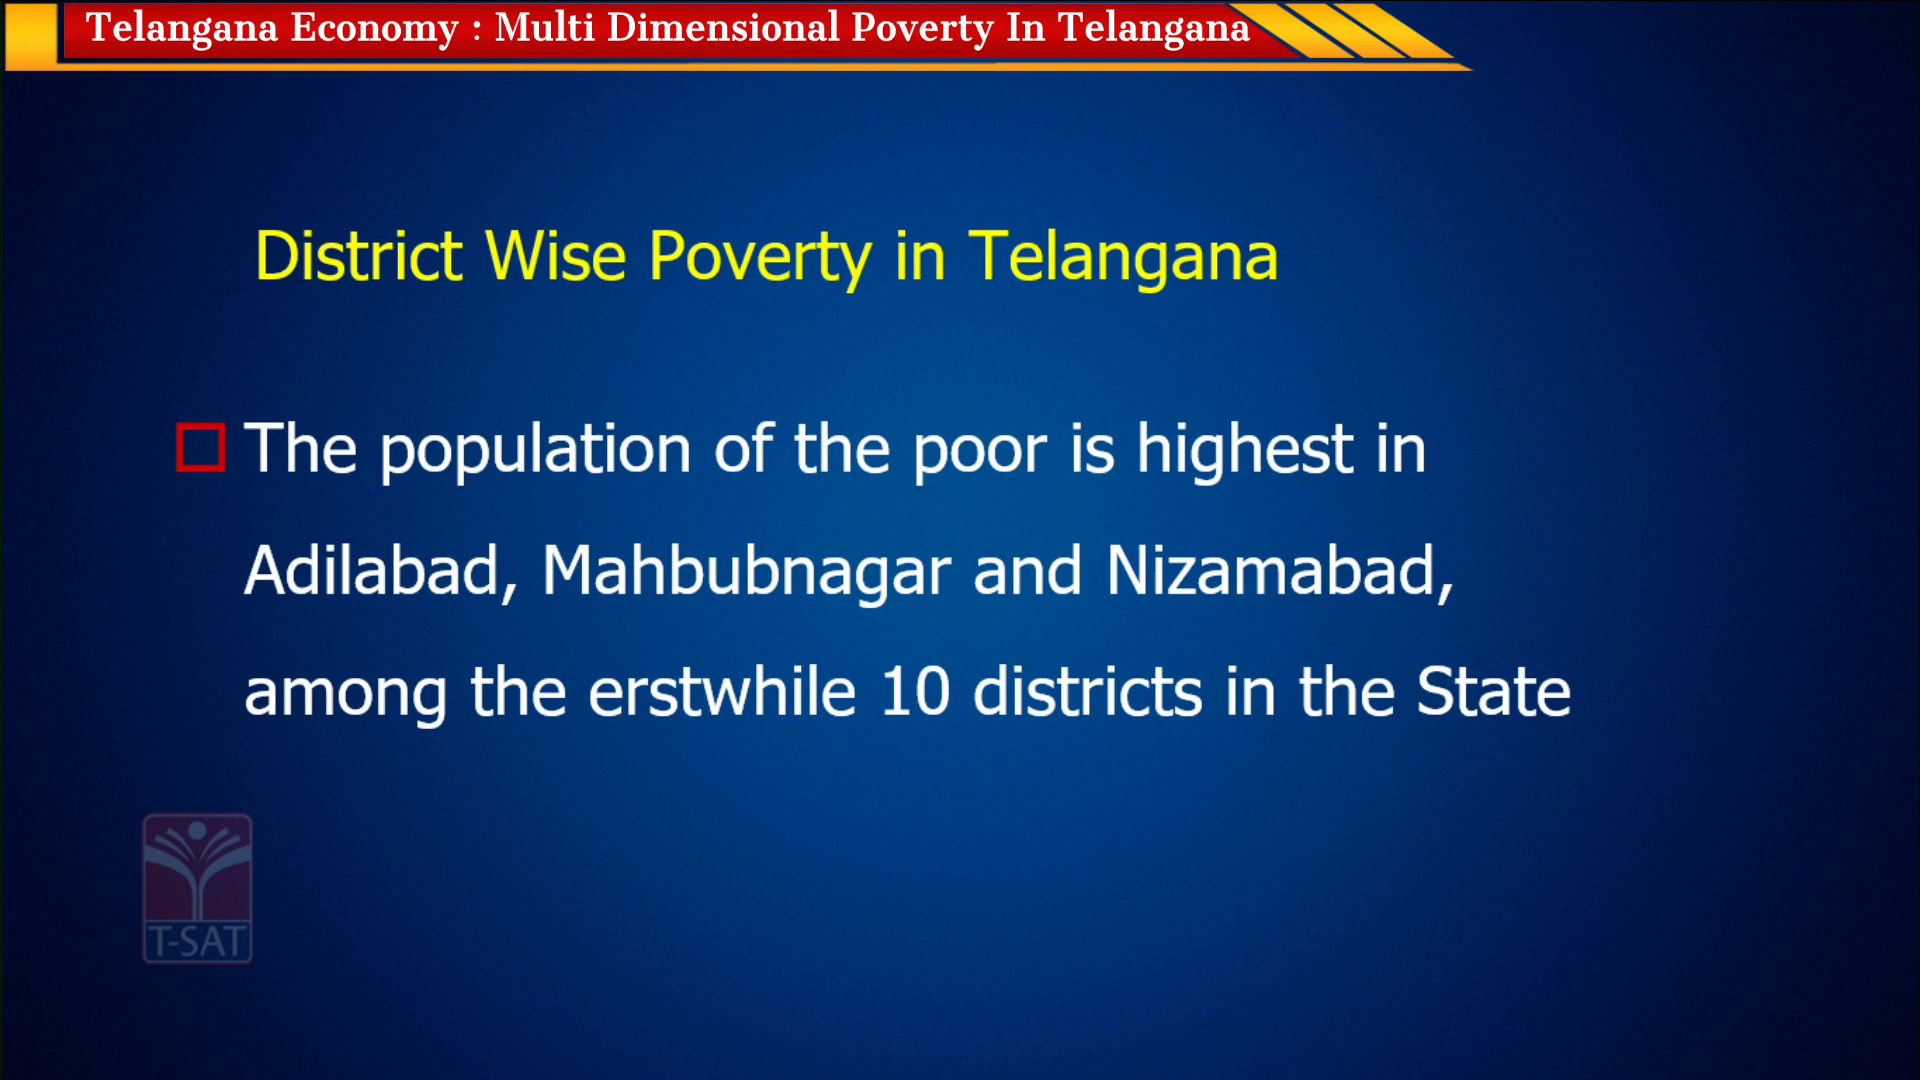 Telangana Economy : Multi Dimensional Poverty In Telangana
District Wise Poverty in Telangana
The population of the poor is highest in
Adilabad, Mahbubnagar and Nizamabad,
among the erstwhile 10 districts in the State
T-SAT